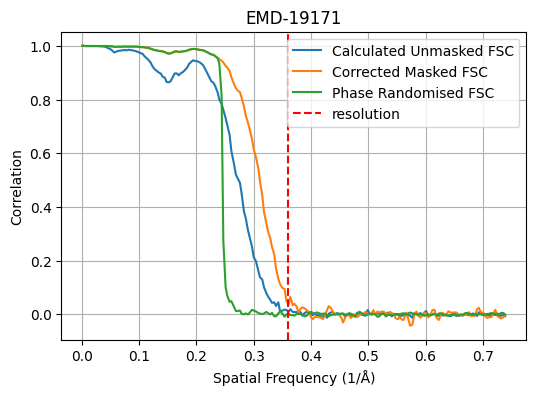 EMD-19171
Calculated Unmasked FSC
Corrected Masked FSC
Phase Randomised FSC
resolution
Correlation
1.0
0.8
0.6
0.4
0.2
0.0
0.0 0.1 0.2 0.3 0.4 0.5 0.6 0.7
Spatial Frequency (1/Å)